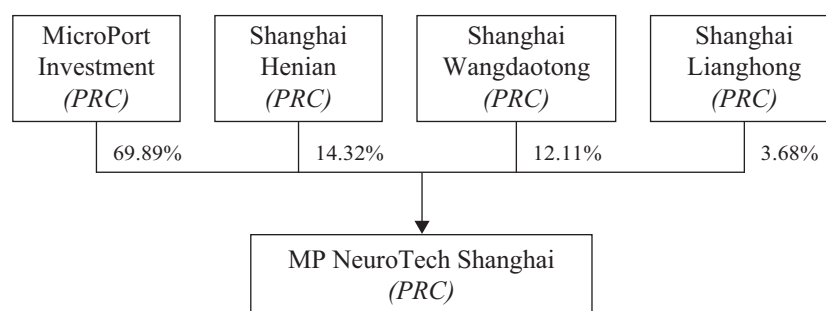 MicroPort
Investment
(PRC)
Shanghai
Henian
(PRC)
Shanghai
Wangdaotong
(PRC)
Shanghai
Lianghong
(PRC)
69.89%
14.32%
12.11%
3.68%
MP NeuroTech Shanghai
(PRC)